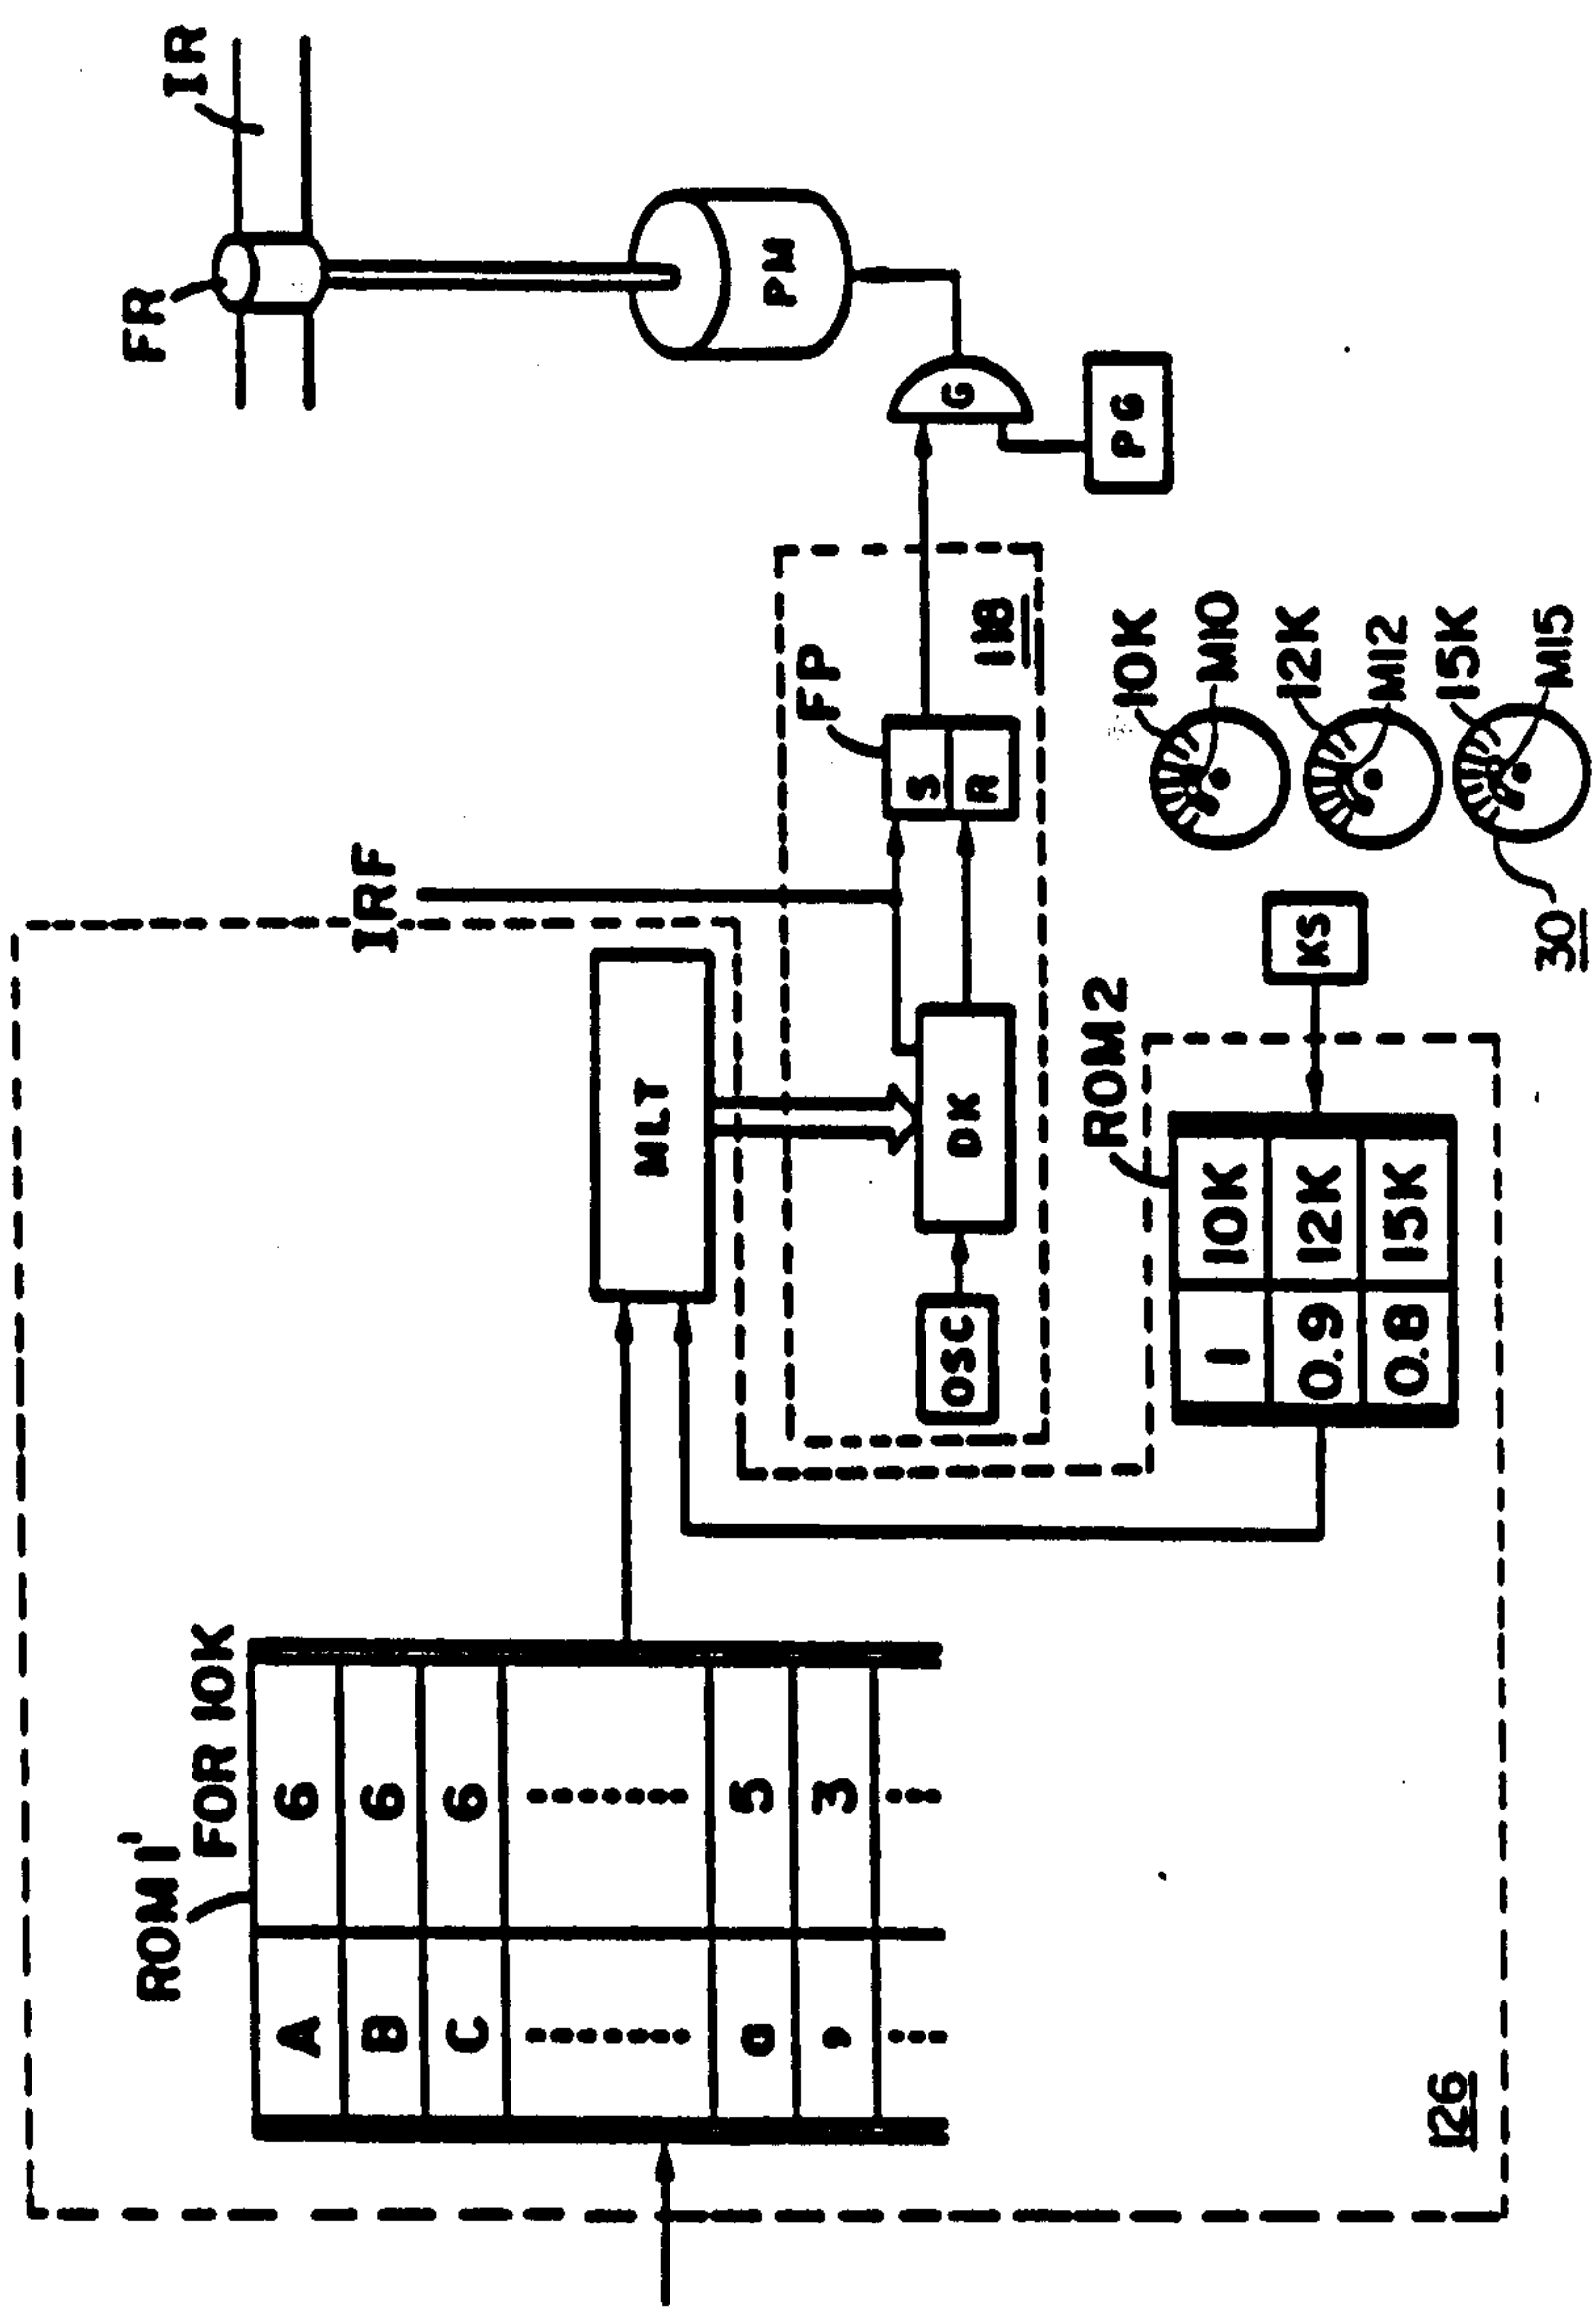 ROM1'
FOR 10K
A 6
B 6
C 6
a 5
, 3
126
MLT
IRF
OSC
DK
FP
S
R
118
ROM2
1 10K
0.9 12K
0.8 15K
KS
30
10K
M10
12K
M12
15K
M15
G
PG
PM
FR
IR